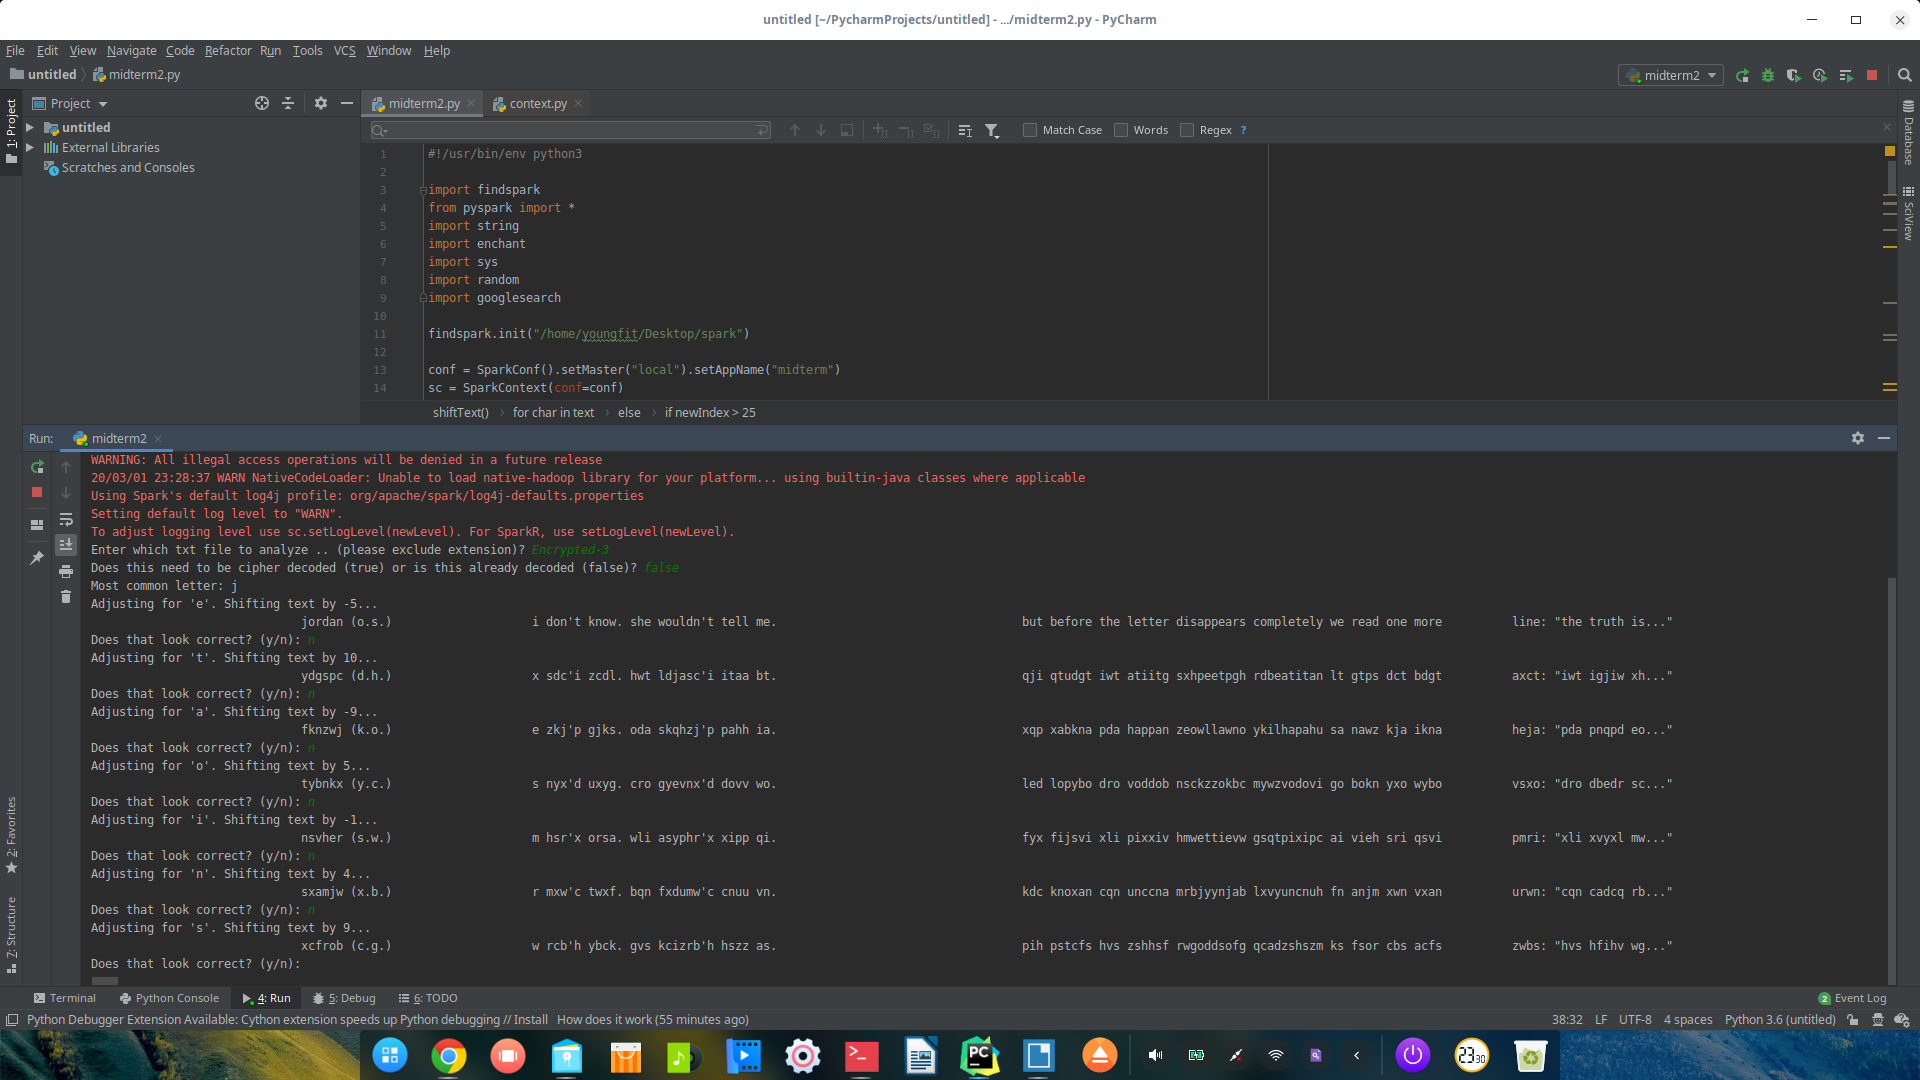 untitled [~/PycharmProjects/untitled] - .../midterm2.py - PyCharm
File Edit View Navigate Code Refactor Run Tools VCS Window Help
untitled midterm2.py
midterm2
Project
midterm2.py
context.py
1: Project
untitled
External Libraries
Scratches and Consoles
Match Case Words Regex ?
Database
SciView
1 #!/usr/bin/env python3
2
3 import findspark
4 from pyspark import *
5 import string
6 import enchant
7 import sys
8 import random
9 import googlesearch
10
11 findspark.init("/home/youngfit/Desktop/spark")
12
13 conf = SparkConf().setMaster("local").setAppName("midterm")
14 sc = SparkContext(conf=conf)
shiftText() › for char in text › else › if newIndex > 25
Run: midterm2
WARNING: All illegal access operations will be denied in a future release
20/03/01 23:28:37 WARN NativeCodeLoader: Unable to load native-hadoop library for your platform... using builtin-java classes where applicable
Using Spark's default log4j profile: org/apache/spark/log4j-defaults.properties
Setting default log level to "WARN".
To adjust logging level use sc.setLogLevel(newLevel). For SparkR, use setLogLevel(newLevel).
Enter which txt file to analyze .. (please exclude extension)? Encrypted-3
Does this need to be cipher decoded (true) or is this already decoded (false)? false
Most common letter: j
Adjusting for 'e'. Shifting text by -5...
jordan (o.s.) i don't know. she wouldn't tell me. but before the letter disappears completely we read one more line: "the truth is..."
Does that look correct? (y/n): n
Adjusting for 't'. Shifting text by 10...
ydgspc (d.h.) x sdc'i zcdl. hwt ldjasc'i itaa bt. qji qtudgt iwt atiitg sxhpeetpgh rdbeatitan lt gtps dct bdgt axct: "iwt igjiw xh..."
Does that look correct? (y/n): n
Adjusting for 'a'. Shifting text by -9...
fknzwj (k.o.) e zkj'p gjks. oda skqhzj'p pahh ia. xqp xabkna pda happan zeowllawno ykilhapahu sa nawz kja ikna heja: "pda pnqpd eo..."
Does that look correct? (y/n): n
Adjusting for 'o'. Shifting text by 5...
tybnkx (y.c.) s nyx'd uxyg. cro gyevnx'd dovv wo. led lopybo dro voddob nsckzzokbc mywzvodovi go bokn yxo wybo vsxo: "dro dbedr sc..."
Does that look correct? (y/n): n
Adjusting for 'i'. Shifting text by -1...
nsvher (s.w.) m hsr'x orsa. wli asyphr'x xipp qi. fyx fijsvi xli pixxiv hmwettievw gsqtpixipc ai vieh sri qsvi pmri: "xli xvyxl mw..."
Does that look correct? (y/n): n
Adjusting for 'n'. Shifting text by 4...
sxamjw (x.b.) r mxw'c twxf. bqn fxdumw'c cnuu vn. kdc knoxan cqn unccna mrbjyynjab lxvyuncnuh fn anjm xwn vxan urwn: "cqn cadcq rb..."
Does that look correct? (y/n): n
Adjusting for 's'. Shifting text by 9...
xcfrob (c.g.) w rcb'h ybck. gvs kcizrb'h hszz as. pih pstcfs hvs zshhsf rwgoddsofg qcadzshszm ks fsor cbs acfs zwbs: "hvs hfihv wg..."
Does that look correct? (y/n):
2: Favorites
7: Structure
Terminal Python Console 4: Run 5: Debug 6: TODO
2 Event Log
Python Debugger Extension Available: Cython extension speeds up Python debugging // Install How does it work (55 minutes ago)
38:32 LF UTF-8 4 spaces Python 3.6 (untitled)
PC
23 30